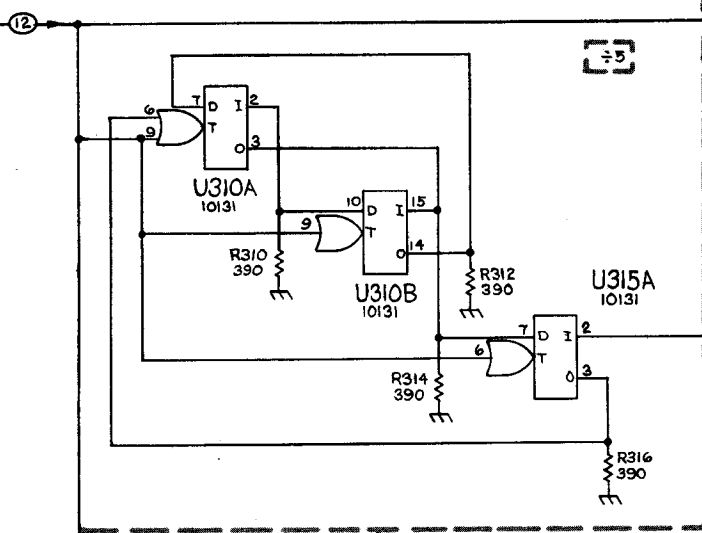 12
÷5
7 D I 2
6
9 T
O 3
U310A
10131
10 D I 15
9 T
O 14
R310
390
U310B
10131
R312
390
U315A
10131
7 D I 2
6 T
O 3
R314
390
R316
390